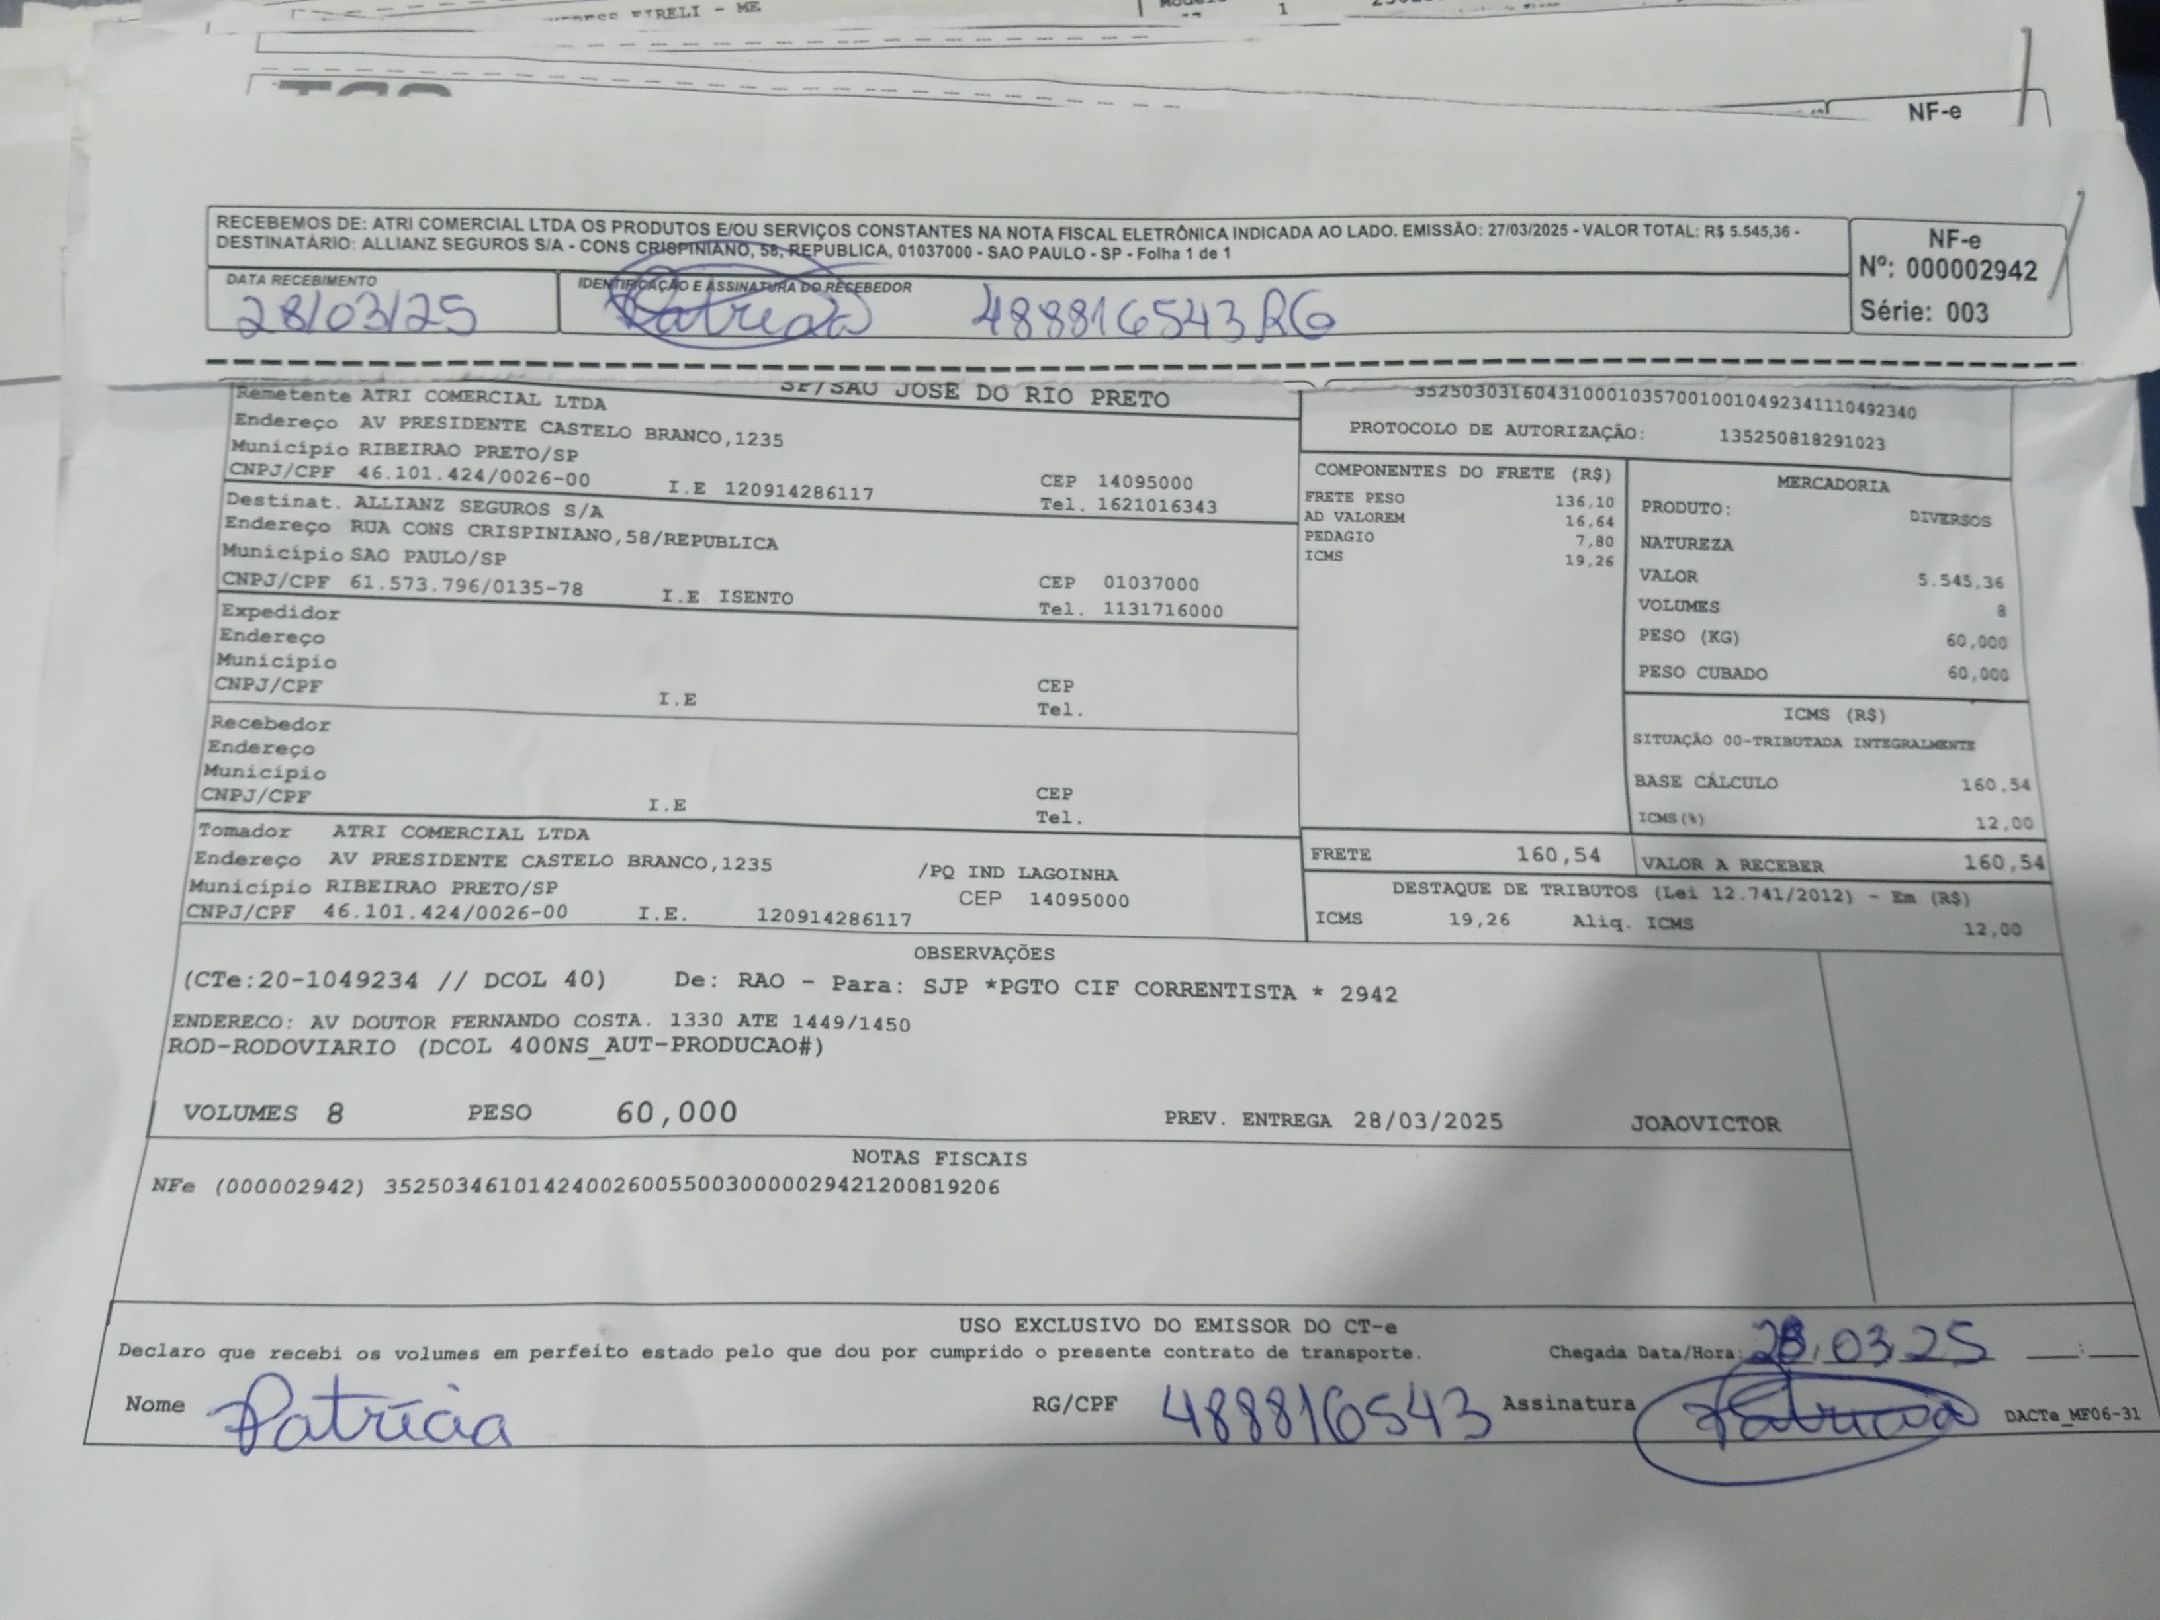 EIRELI - ME
1
NF-e
RECEBEMOS DE: ATRI COMERCIAL LTDA OS PRODUTOS E/OU SERVIÇOS CONSTANTES NA NOTA FISCAL ELETRÔNICA INDICADA AO LADO. EMISSÃO: 27/03/2025 - VALOR TOTAL: R$ 5.545,36 -
DESTINATÁRIO: ALLIANZ SEGUROS S/A - CONS CRISPINIANO, 58, REPUBLICA, 01037000 - SAO PAULO - SP - Folha 1 de 1
NF-e
Nº: 000002942
Série: 003
DATA RECEBIMENTO
28/03/25
IDENTIFICAÇÃO E ASSINATURA DO RECEBEDOR
Patricia 488816543 RG
SP/SAO JOSE DO RIO PRETO
Remetente ATRI COMERCIAL LTDA
Endereço AV PRESIDENTE CASTELO BRANCO,1235
Município RIBEIRAO PRETO/SP
CNPJ/CPF 46.101.424/0026-00 I.E 120914286117
CEP 14095000
Tel. 1621016343
Destinat. ALLIANZ SEGUROS S/A
Endereço RUA CONS CRISPINIANO,58/REPUBLICA
Município SAO PAULO/SP
CNPJ/CPF 61.573.796/0135-78 I.E ISENTO
CEP 01037000
Tel. 1131716000
Expedidor
Endereço
Município
CNPJ/CPF I.E
CEP
Tel.
Recebedor
Endereço
Município
CNPJ/CPF I.E
CEP
Tel.
Tomador ATRI COMERCIAL LTDA
Endereço AV PRESIDENTE CASTELO BRANCO,1235 /PQ IND LAGOINHA
Município RIBEIRAO PRETO/SP CEP 14095000
CNPJ/CPF 46.101.424/0026-00 I.E. 120914286117
35250303160431000103570010010492341110492340
PROTOCOLO DE AUTORIZAÇÃO: 135250818291023
COMPONENTES DO FRETE (R$)
FRETE PESO 136,10
AD VALOREM 16,64
PEDAGIO 7,80
ICMS 19,26
MERCADORIA
PRODUTO: DIVERSOS
NATUREZA
VALOR 5.545,36
VOLUMES 8
PESO (KG) 60,000
PESO CUBADO 60,000
ICMS (R$)
SITUAÇÃO 00-TRIBUTADA INTEGRALMENTE
BASE CÁLCULO 160,54
ICMS(%) 12,00
FRETE 160,54
VALOR A RECEBER 160,54
DESTAQUE DE TRIBUTOS (Lei 12.741/2012) - Em (R$)
ICMS 19,26 Aliq. ICMS 12,00
OBSERVAÇÕES
(CTe:20-1049234 // DCOL 40) De: RAO - Para: SJP *PGTO CIF CORRENTISTA * 2942
ENDERECO: AV DOUTOR FERNANDO COSTA. 1330 ATE 1449/1450
ROD-RODOVIARIO (DCOL 400NS_AUT-PRODUCAO#)
VOLUMES 8 PESO 60,000 PREV. ENTREGA 28/03/2025 JOAOVICTOR
NOTAS FISCAIS
NFe (000002942) 35250346101424002600550030000029421200819206
USO EXCLUSIVO DO EMISSOR DO CT-e
Declaro que recebi os volumes em perfeito estado pelo que dou por cumprido o presente contrato de transporte. Chegada Data/Hora: 28/03/25 __:__
Nome Patrícia RG/CPF 488816543 Assinatura Patricia DACTe_MF06-31